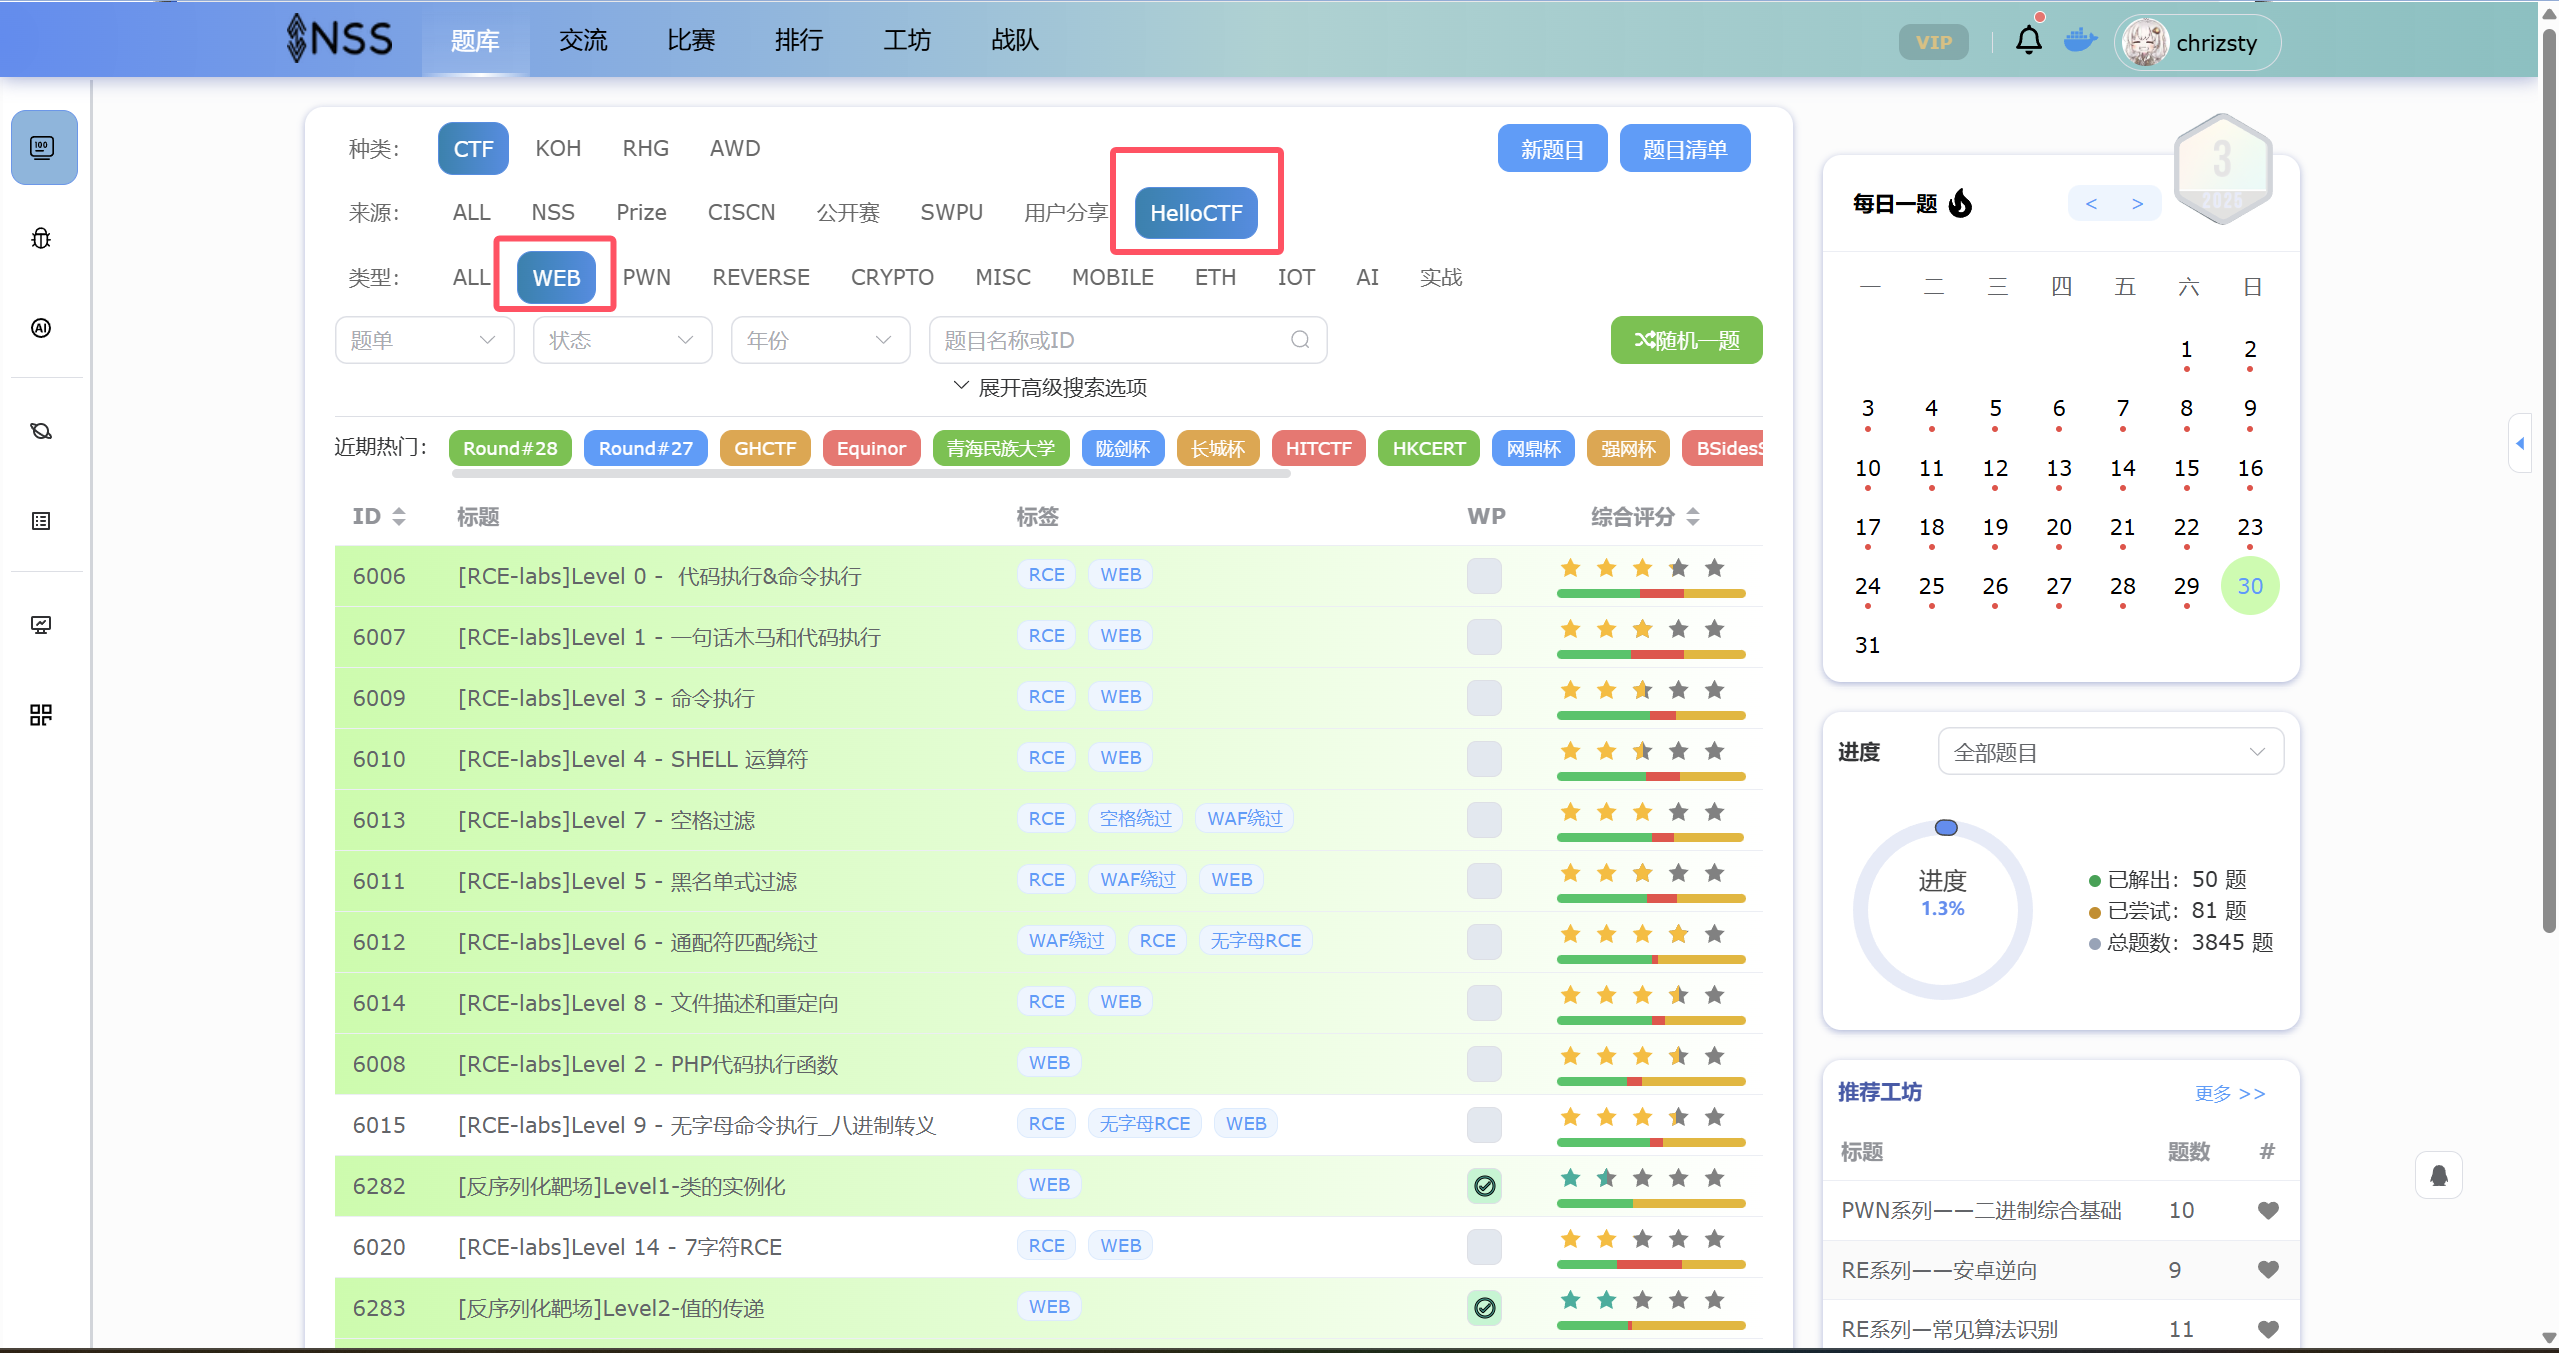 NSS 题库 交流 比赛 排行 工坊 战队 VIP chrizsty
种类: CTF KOH RHG AWD 新题目 题目清单
来源: ALL NSS Prize CISCN 公开赛 SWPU 用户分享 HelloCTF
类型: ALL WEB PWN REVERSE CRYPTO MISC MOBILE ETH IOT AI 实战
题单 状态 年份 题目名称或ID 随机一题
展开高级搜索选项
近期热门: Round#28 Round#27 GHCTF Equinor 青海民族大学 陇剑杯 长城杯 HITCTF HKCERT 网鼎杯 强网杯 BSidesS
ID 标题 标签 WP 综合评分
6006 [RCE-labs]Level 0 - 代码执行&命令执行 RCE WEB
6007 [RCE-labs]Level 1 - 一句话木马和代码执行 RCE WEB
6009 [RCE-labs]Level 3 - 命令执行 RCE WEB
6010 [RCE-labs]Level 4 - SHELL 运算符 RCE WEB
6013 [RCE-labs]Level 7 - 空格过滤 RCE 空格绕过 WAF绕过
6011 [RCE-labs]Level 5 - 黑名单式过滤 RCE WAF绕过 WEB
6012 [RCE-labs]Level 6 - 通配符匹配绕过 WAF绕过 RCE 无字母RCE
6014 [RCE-labs]Level 8 - 文件描述和重定向 RCE WEB
6008 [RCE-labs]Level 2 - PHP代码执行函数 WEB
6015 [RCE-labs]Level 9 - 无字母命令执行_八进制转义 RCE 无字母RCE WEB
6282 [反序列化靶场]Level1-类的实例化 WEB
6020 [RCE-labs]Level 14 - 7字符RCE RCE WEB
6283 [反序列化靶场]Level2-值的传递 WEB
每日一题 < > 3 2025
一 二 三 四 五 六 日
1 2
3 4 5 6 7 8 9
10 11 12 13 14 15 16
17 18 19 20 21 22 23
24 25 26 27 28 29 30
31
进度 全部题目
进度
1.3%
已解出: 50 题
已尝试: 81 题
总题数: 3845 题
推荐工坊 更多 >>
标题 题数 #
PWN系列——二进制综合基础 10
RE系列——安卓逆向 9
RE系列—常见算法识别 11